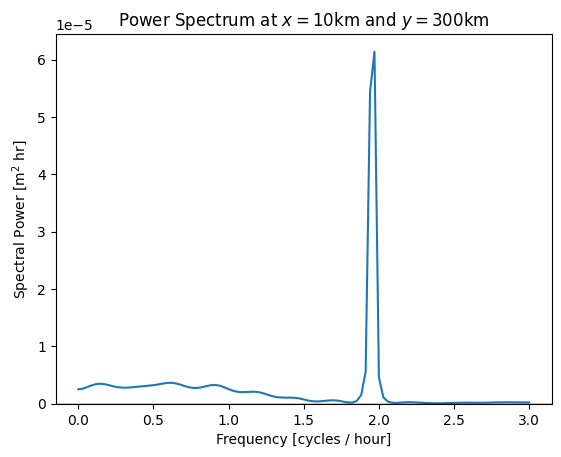 Power Spectrum at x = 10km and y = 300km
1e−5
6
5
4
3
2
1
0
Spectral Power [m² hr]
0.0 0.5 1.0 1.5 2.0 2.5 3.0
Frequency [cycles / hour]